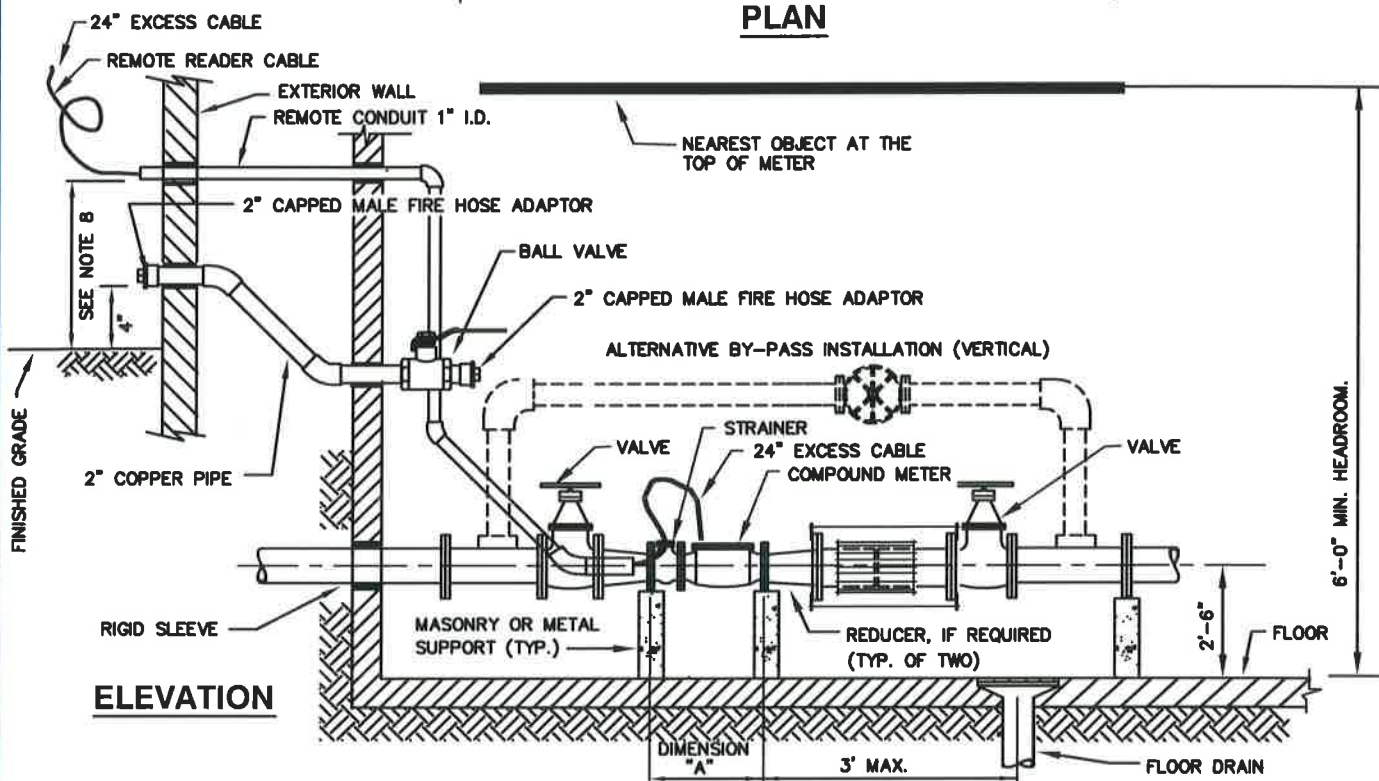 PLAN
24" EXCESS CABLE
REMOTE READER CABLE
EXTERIOR WALL
REMOTE CONDUIT 1" I.D.
NEAREST OBJECT AT THE
TOP OF METER
2" CAPPED MALE FIRE HOSE ADAPTOR
SEE NOTE 8
4"
BALL VALVE
2" CAPPED MALE FIRE HOSE ADAPTOR
ALTERNATIVE BY-PASS INSTALLATION (VERTICAL)
FINISHED GRADE
2" COPPER PIPE
VALVE
STRAINER
24" EXCESS CABLE
COMPOUND METER
VALVE
6'-0" MIN. HEADROOM.
RIGID SLEEVE
MASONRY OR METAL
SUPPORT (TYP.)
REDUCER, IF REQUIRED
(TYP. OF TWO)
2'-6"
FLOOR
ELEVATION
DIMENSION
"A"
3' MAX.
FLOOR DRAIN